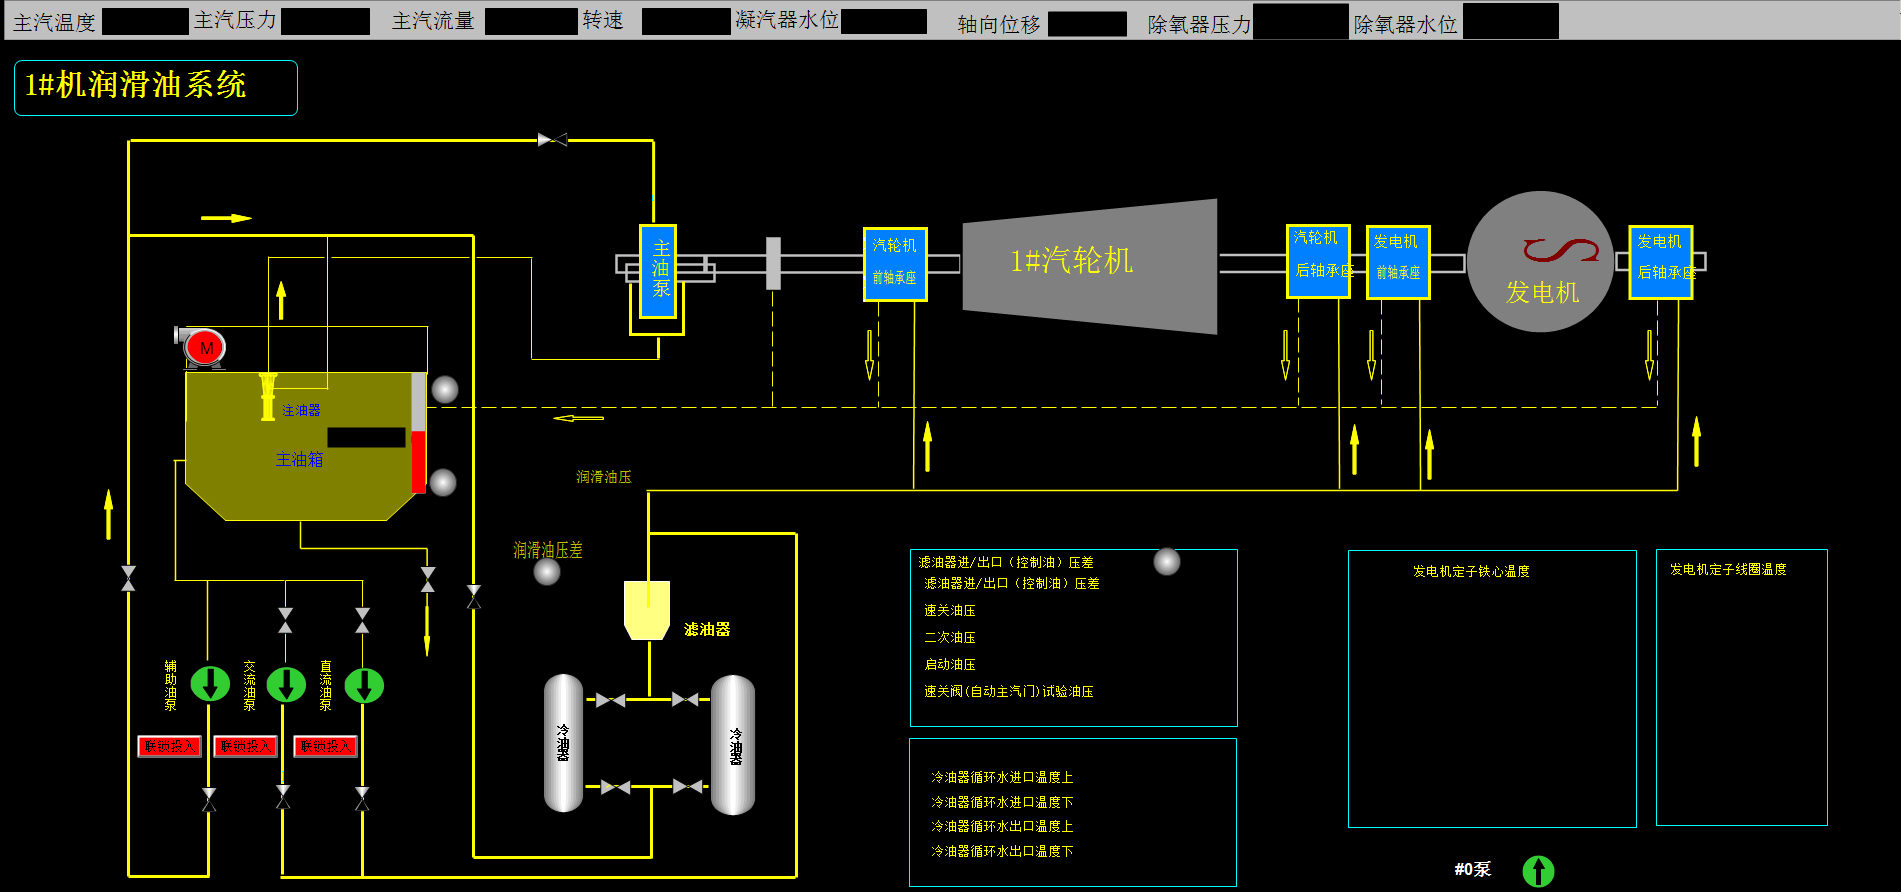 主汽温度 主汽压力 主汽流量 转速 凝汽器水位 轴向位移 除氧器压力 除氧器水位
1#机润滑油系统
主油泵
汽轮机
前轴承座
1#汽轮机
汽轮机
后轴承座
发电机
前轴承座
发电机
发电机
后轴承座
M
注油器
主油箱
润滑油压
润滑油压差
滤油器
辅助油泵
交流油泵
直流油泵
联锁投入
联锁投入
联锁投入
冷油器
冷油器
滤油器进/出口（控制油）压差
滤油器进/出口（控制油）压差
速关油压
二次油压
启动油压
速关阀(自动主汽门)试验油压
冷油器循环水进口温度上
冷油器循环水进口温度下
冷油器循环水出口温度上
冷油器循环水出口温度下
发电机定子铁心温度
发电机定子线圈温度
#0泵